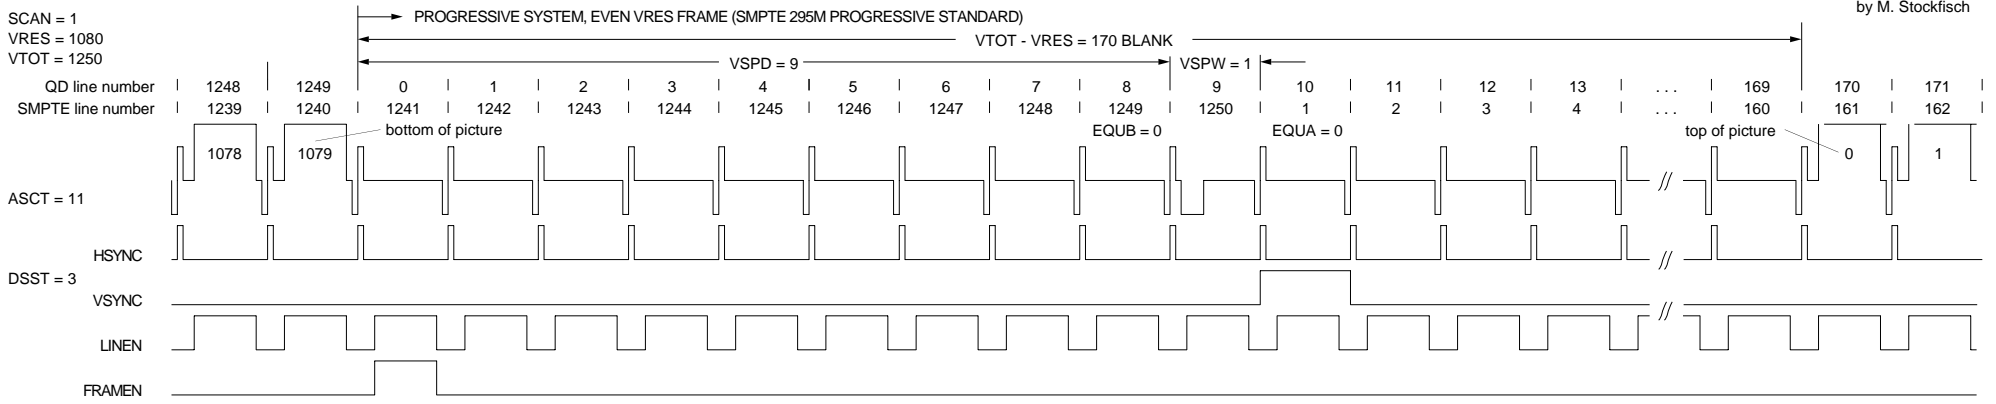 by M. Stockfisch
SCAN = 1
PROGRESSIVE SYSTEM, EVEN VRES FRAME (SMPTE 295M PROGRESSIVE STANDARD)
VRES = 1080
VTOT - VRES = 170 BLANK
VTOT = 1250
VSPD = 9
VSPW = 1
QD line number 1248 1249 0 1 2 3 4 5 6 7 8 9 10 11 12 13 . . . 169 170 171
SMPTE line number 1239 1240 1241 1242 1243 1244 1245 1246 1247 1248 1249 1250 1 2 3 4 . . . 160 161 162
bottom of picture
EQUB = 0
EQUA = 0
top of picture
1078 1079 0 1
ASCT = 11
HSYNC
DSST = 3
VSYNC
LINEN
FRAMEN